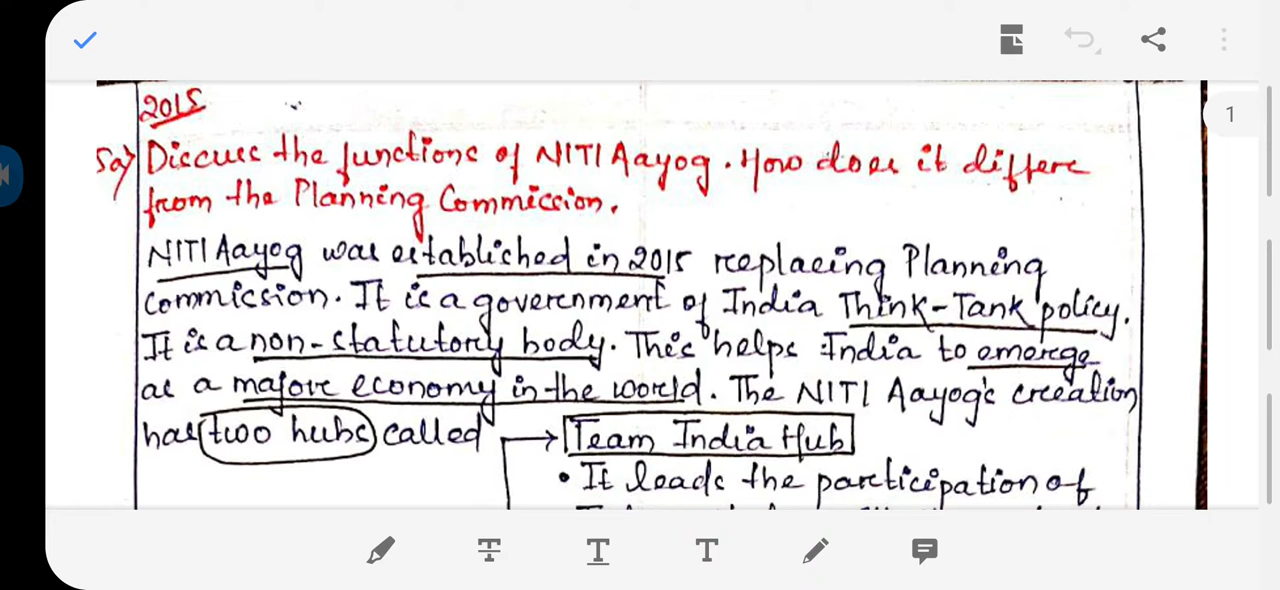 1
2015
5a) Discuss the functions of NITI Aayog. How does it differ
from the Planning Commission.
NITI Aayog was established in 2015 replacing Planning
Commission. It is a government of India Think-Tank policy.
It is a non-statutory body. This helps India to emerge
as a major economy in the world. The NITI Aayog's creation
has two hubs called → Team India Hub
• It leads the participation of